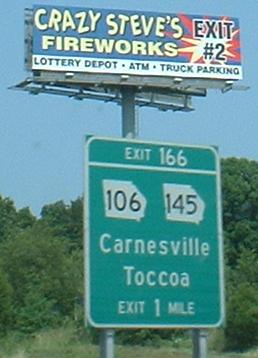 CRAZY STEVE'S
FIREWORKS
EXIT
#2
LOTTERY DEPOT • ATM • TRUCK PARKING
EXIT 166
106 145
Carnesville
Toccoa
EXIT 1 MILE